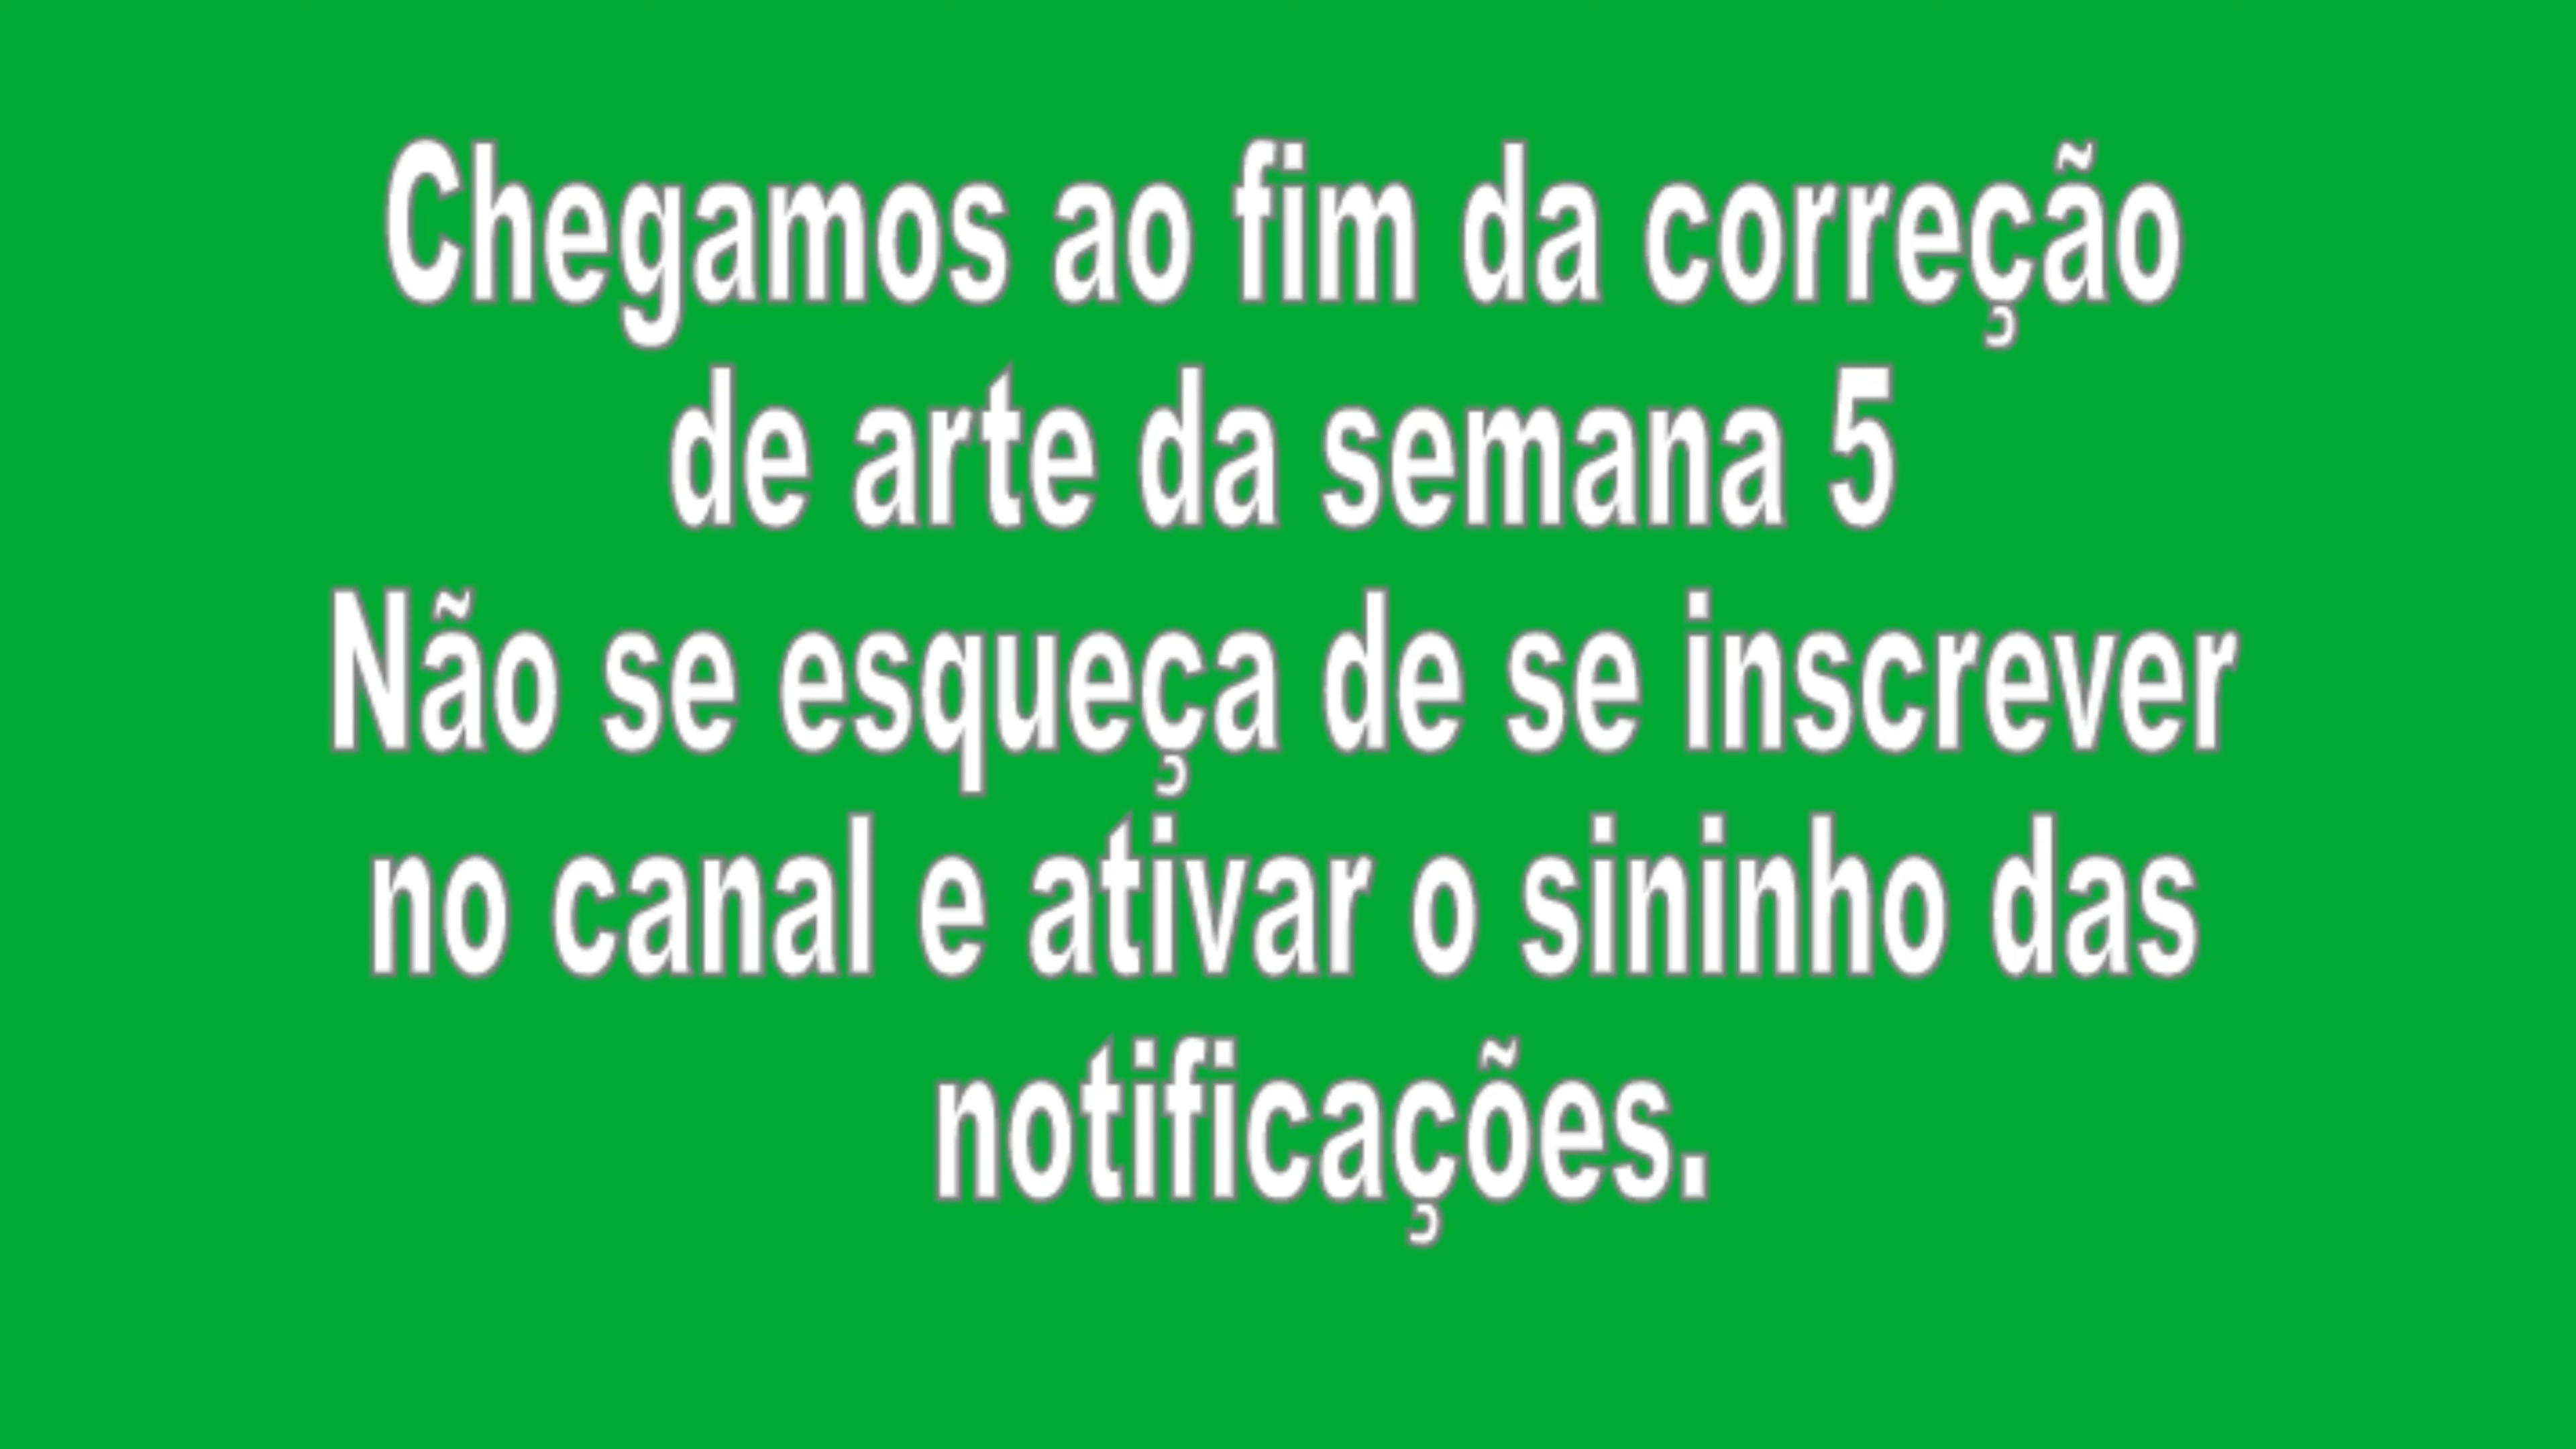 Chegamos ao fim da correção
de arte da semana 5
Não se esqueça de se inscrever
no canal e ativar o sininho das
notificações.